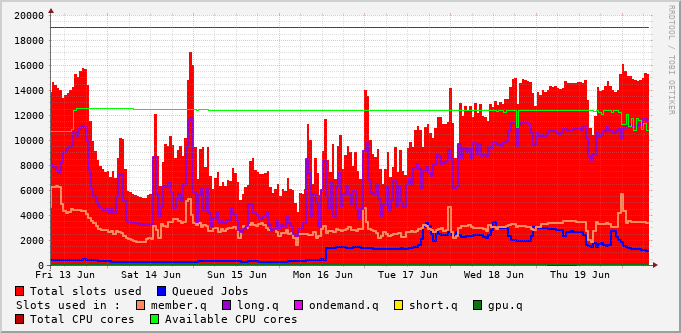 20000
18000
16000
14000
12000
10000
8000
6000
4000
2000
0
Fri 13 Jun Sat 14 Jun Sun 15 Jun Mon 16 Jun Tue 17 Jun Wed 18 Jun Thu 19 Jun
Total slots used Queued Jobs
Slots used in : member.q long.q ondemand.q short.q gpu.q
Total CPU cores Available CPU cores
RRDTOOL / TOBI OETIKER